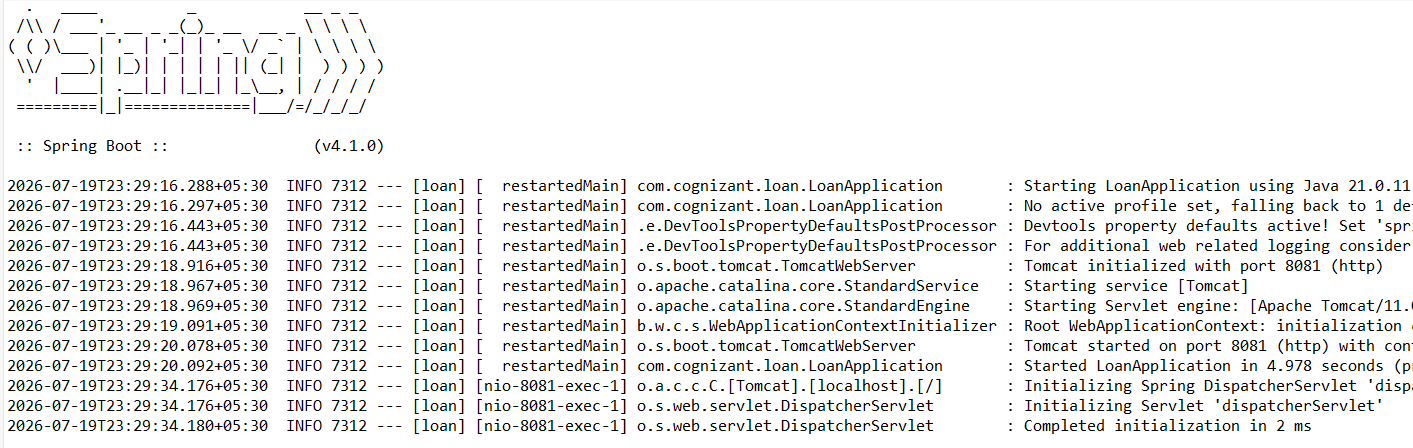 :: Spring Boot ::                (v4.1.0)
2026-07-19T23:29:16.288+05:30  INFO 7312 --- [loan] [  restartedMain] com.cognizant.loan.LoanApplication       : Starting LoanApplication using Java 21.0.11
2026-07-19T23:29:16.297+05:30  INFO 7312 --- [loan] [  restartedMain] com.cognizant.loan.LoanApplication       : No active profile set, falling back to 1 de
2026-07-19T23:29:16.443+05:30  INFO 7312 --- [loan] [  restartedMain] .e.DevToolsPropertyDefaultsPostProcessor : Devtools property defaults active! Set 'spri
2026-07-19T23:29:16.443+05:30  INFO 7312 --- [loan] [  restartedMain] .e.DevToolsPropertyDefaultsPostProcessor : For additional web related logging consider
2026-07-19T23:29:18.916+05:30  INFO 7312 --- [loan] [  restartedMain] o.s.boot.tomcat.TomcatWebServer          : Tomcat initialized with port 8081 (http)
2026-07-19T23:29:18.967+05:30  INFO 7312 --- [loan] [  restartedMain] o.apache.catalina.core.StandardService   : Starting service [Tomcat]
2026-07-19T23:29:18.969+05:30  INFO 7312 --- [loan] [  restartedMain] o.apache.catalina.core.StandardEngine    : Starting Servlet engine: [Apache Tomcat/11.
2026-07-19T23:29:19.091+05:30  INFO 7312 --- [loan] [  restartedMain] b.w.c.s.WebApplicationContextInitializer : Root WebApplicationContext: initialization
2026-07-19T23:29:20.078+05:30  INFO 7312 --- [loan] [  restartedMain] o.s.boot.tomcat.TomcatWebServer          : Tomcat started on port 8081 (http) with con
2026-07-19T23:29:20.092+05:30  INFO 7312 --- [loan] [  restartedMain] com.cognizant.loan.LoanApplication       : Started LoanApplication in 4.978 seconds (p
2026-07-19T23:29:34.176+05:30  INFO 7312 --- [loan] [nio-8081-exec-1] o.a.c.c.C.[Tomcat].[localhost].[/]       : Initializing Spring DispatcherServlet 'disp
2026-07-19T23:29:34.176+05:30  INFO 7312 --- [loan] [nio-8081-exec-1] o.s.web.servlet.DispatcherServlet        : Initializing Servlet 'dispatcherServlet'
2026-07-19T23:29:34.180+05:30  INFO 7312 --- [loan] [nio-8081-exec-1] o.s.web.servlet.DispatcherServlet        : Completed initialization in 2 ms